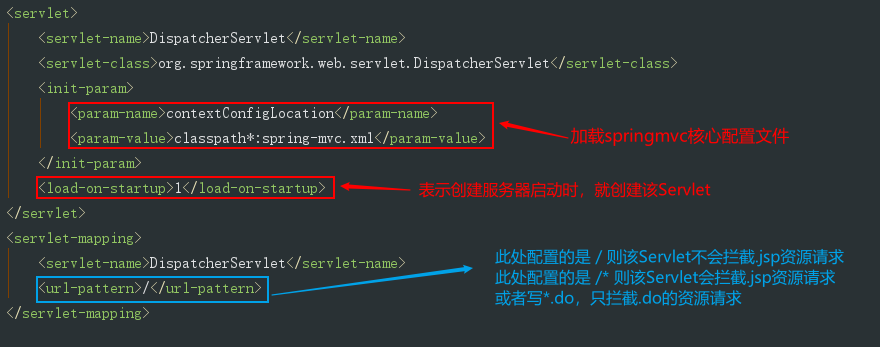 <servlet>
<servlet-name>DispatcherServlet</servlet-name>
<servlet-class>org.springframework.web.servlet.DispatcherServlet</servlet-class>
<init-param>
<param-name>contextConfigLocation</param-name>
<param-value>classpath*:spring-mvc.xml</param-value>
加载springmvc核心配置文件
</init-param>
<load-on-startup>1</load-on-startup>
表示创建服务器启动时，就创建该Servlet
</servlet>
<servlet-mapping>
<servlet-name>DispatcherServlet</servlet-name>
<url-pattern>/</url-pattern>
</servlet-mapping>
此处配置的是 / 则该Servlet不会拦截.jsp资源请求
此处配置的是 /* 则该Servlet会拦截.jsp资源请求
或者写*.do，只拦截.do的资源请求